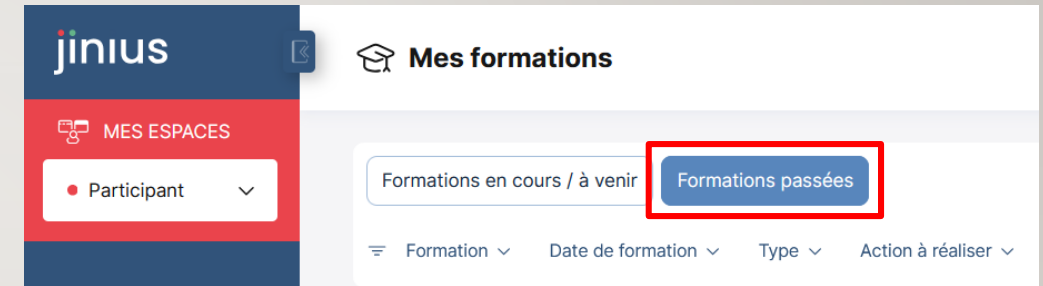 jinius
Mes formations
MES ESPACES
Participant
Formations en cours / à venir
Formations passées
Formation
Date de formation
Type
Action à réaliser